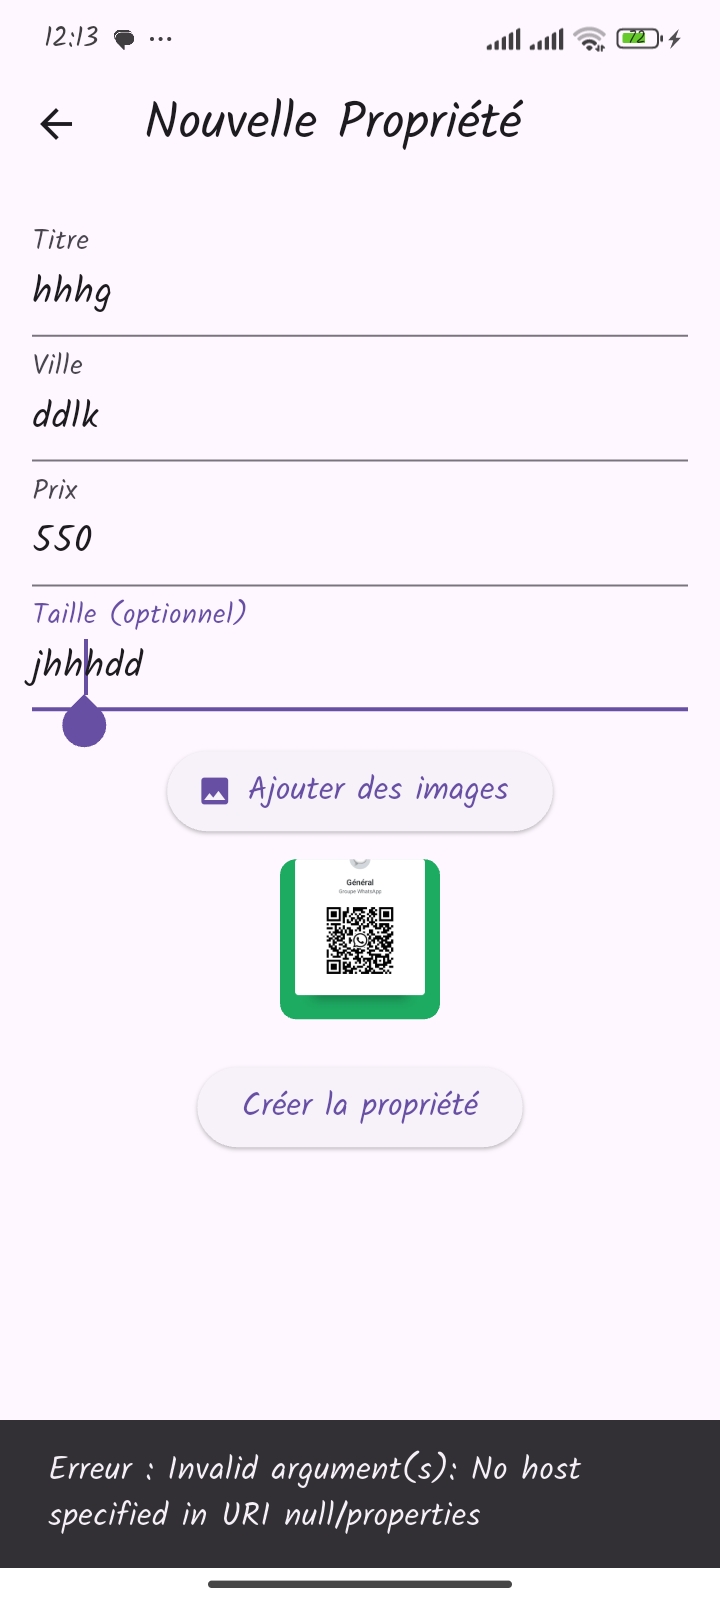 12:13
72
Nouvelle Propriété
Titre
hhhg
Ville
ddlk
Prix
550
Taille (optionnel)
jhhhdd
Ajouter des images
Général
Groupe WhatsApp
Créer la propriété
Erreur : Invalid argument(s): No host
specified in URI null/properties